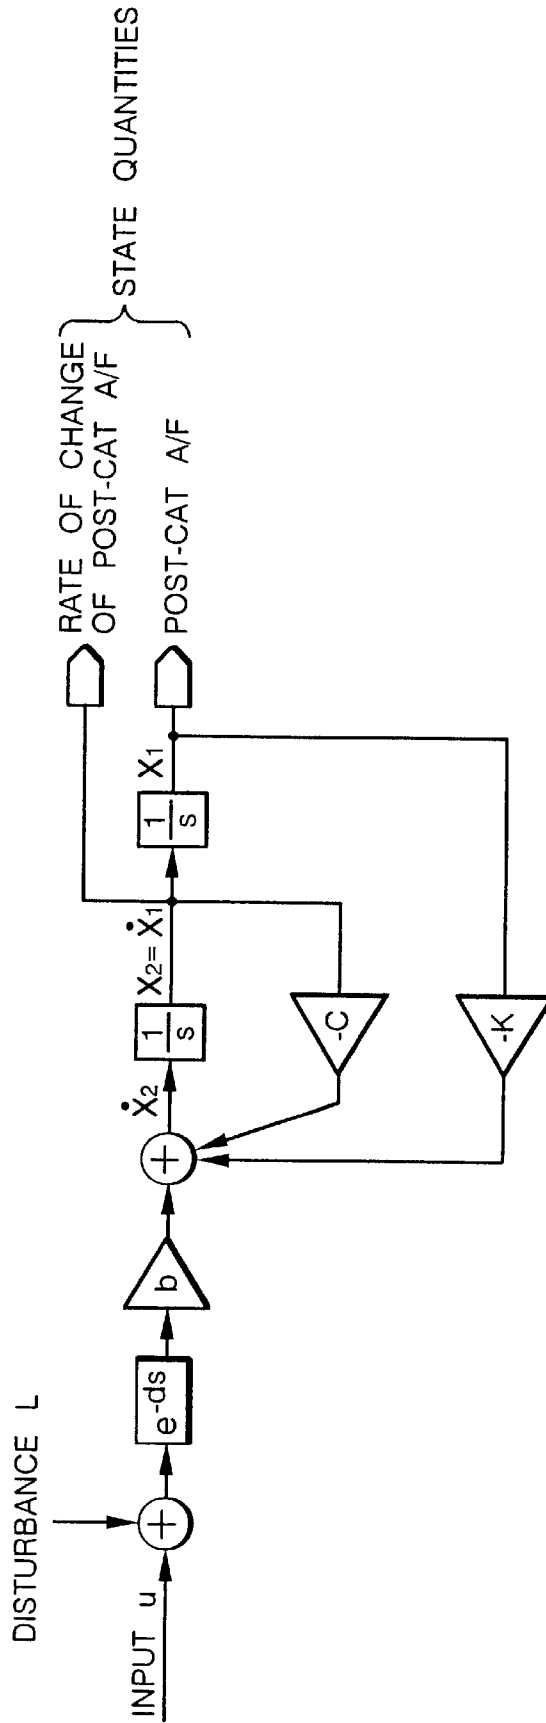 DISTURBANCE L
INPUT u
+
e-ds
b
+
Ẋ2
1
s
X2= Ẋ1
1
s
X1
-C
-K
RATE OF CHANGE
OF POST-CAT A/F
POST-CAT A/F
STATE QUANTITIES